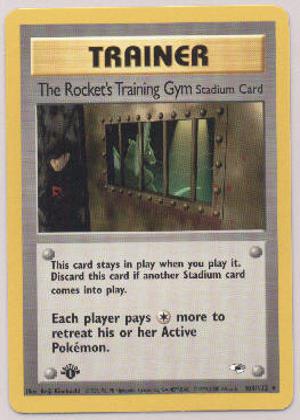 TRAINER
The Rocket's Training Gym Stadium Card
This card stays in play when you play it.
Discard this card if another Stadium card
comes into play.
Each player pays more to
retreat his or her Active
Pokémon.